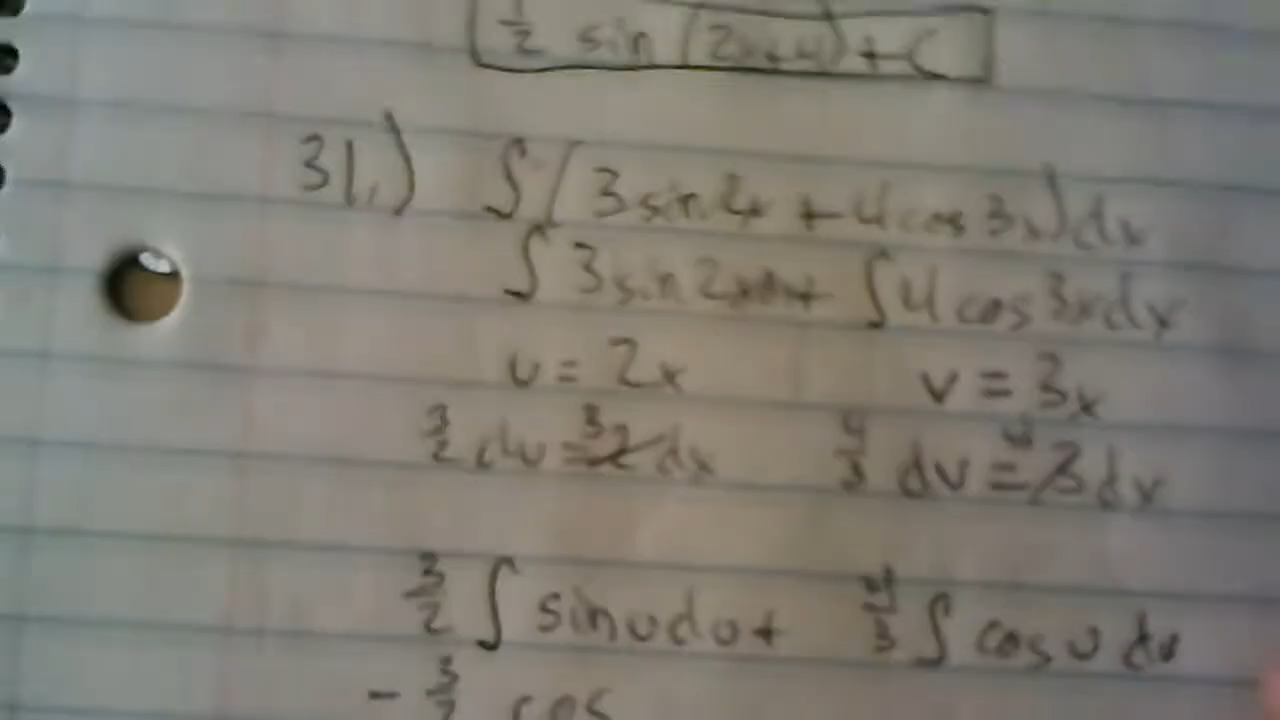 1/2 sin (2x+4) + C
31.) ∫(3 sin 2x + 4 cos 3x) dx
∫ 3 sin 2x dx + ∫ 4 cos 3x dx
u = 2x v = 3x
3/2 du = 3 2 dx 4/3 dv = 4 3 dx
3/2 ∫ sin u du + 4/3 ∫ cos v dv
- 3/2 cos